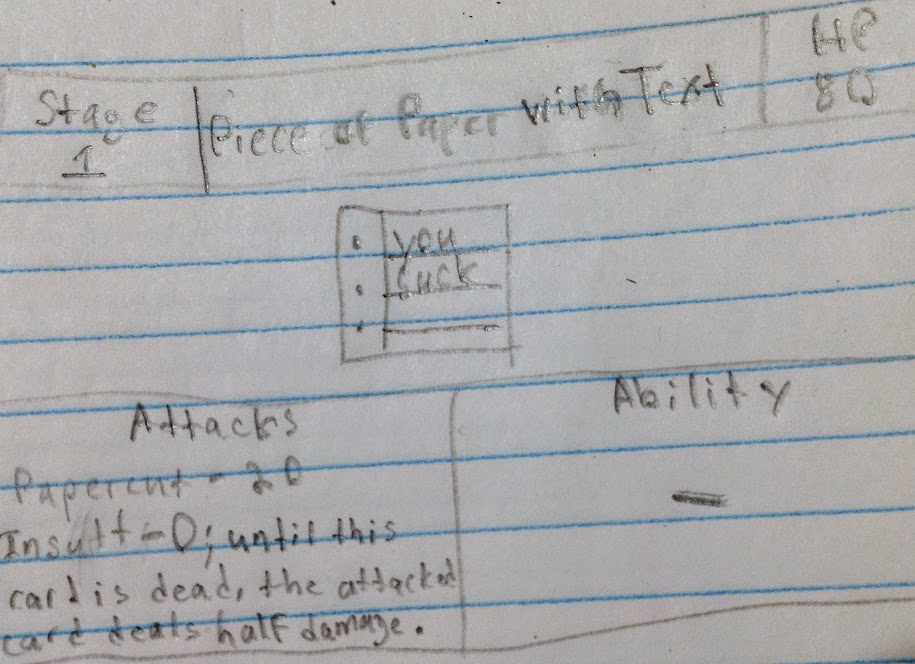 Stage
1
Piece of Paper with Text
HP
80
you
suck
Attacks
Papercut - 20
Insult - 0; until this
card is dead, the attacked
card deals half damage.
Ability
—